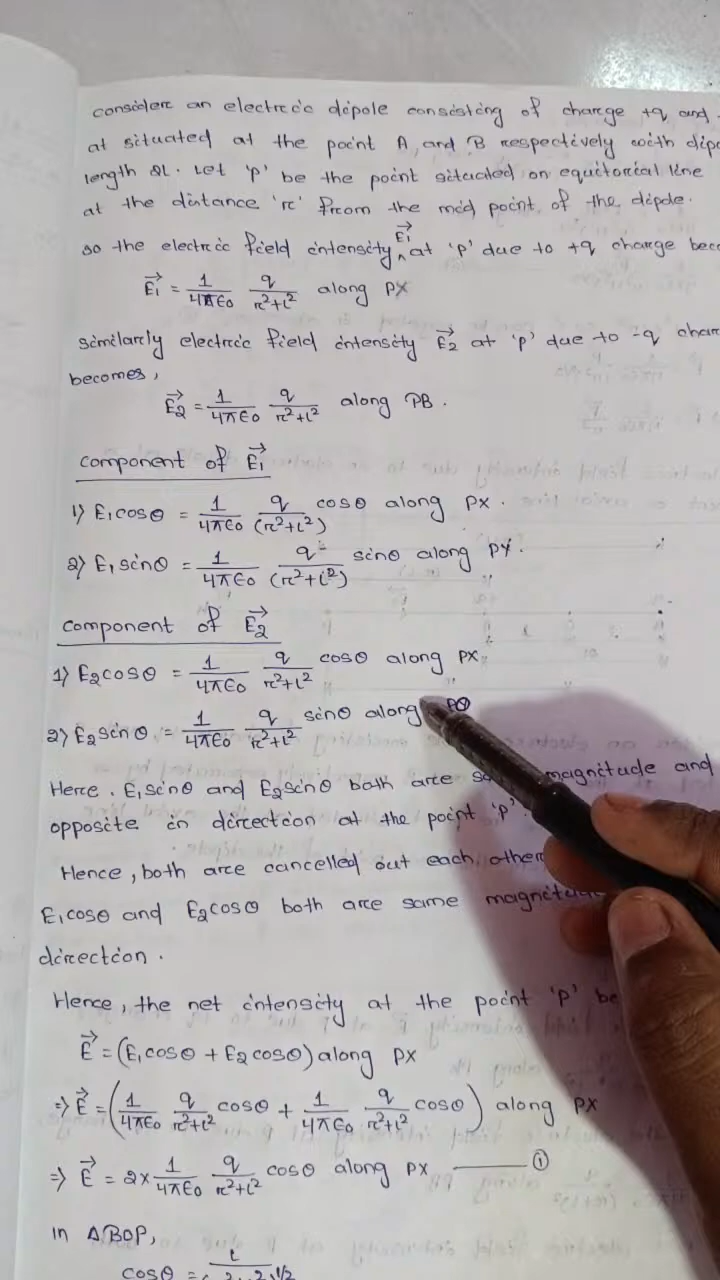 consider an electric dipole consisting of charge +q and -
at situated at the point A and B respectively with dipo
length 2l. Let 'P' be the point situated on equitorial line
at the distance 'r' from the mid point of the dipole.
so the electric field intensity E₁⃗ at 'P' due to +q charge beco
E₁⃗ = 1/4πε₀ q/r²+l² along PX
similarly electric field intensity E₂⃗ at 'P' due to -q char
becomes,
E₂⃗ = 1/4πε₀ q/r²+l² along PB.
component of E₁⃗
1) E₁cosθ = 1/4πε₀ q/(r²+l²) cosθ along PX.
2) E₁sinθ = 1/4πε₀ q/(r²+l²) sinθ along PY.
component of E₂⃗
1) E₂cosθ = 1/4πε₀ q/r²+l² cosθ along PX,
2) E₂sinθ = 1/4πε₀ q/r²+l² sinθ along PO
Here, E₁sinθ and E₂sinθ both are magnitude and
opposite in direction at the point 'P'.
Hence, both are cancelled out each other
E₁cosθ and E₂cosθ both are same magnitude
direction.
Hence, the net intensity at the point 'P' be
E⃗ = (E₁cosθ + E₂cosθ) along PX
=> E⃗ = (1/4πε₀ q/r²+l² cosθ + 1/4πε₀ q/r²+l² cosθ) along PX
=> E⃗ = 2× 1/4πε₀ q/r²+l² cosθ along PX —— ①
In ΔBOP,
cosθ = l